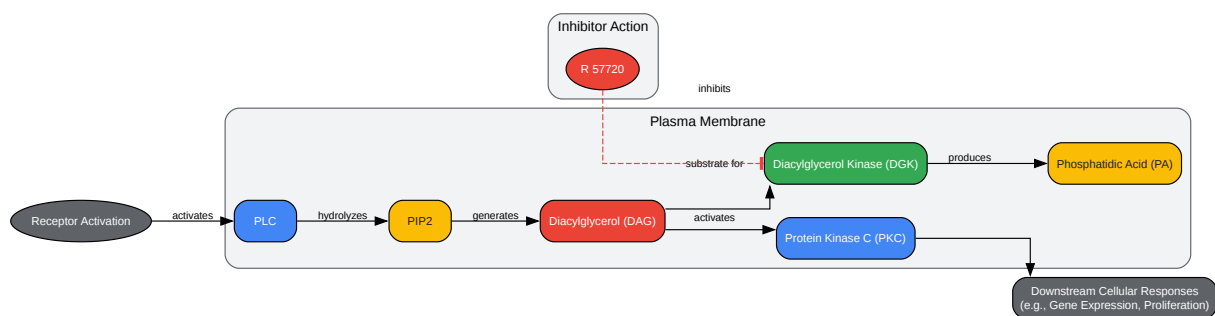 Inhibitor Action
R 57720
inhibits
Plasma Membrane
substrate for
Diacylglycerol Kinase (DGK)
produces
Phosphatidic Acid (PA)
Receptor Activation
activates
PLC
hydrolyzes
PIP2
generates
Diacylglycerol (DAG)
activates
Protein Kinase C (PKC)
Downstream Cellular Responses
(e.g., Gene Expression, Proliferation)